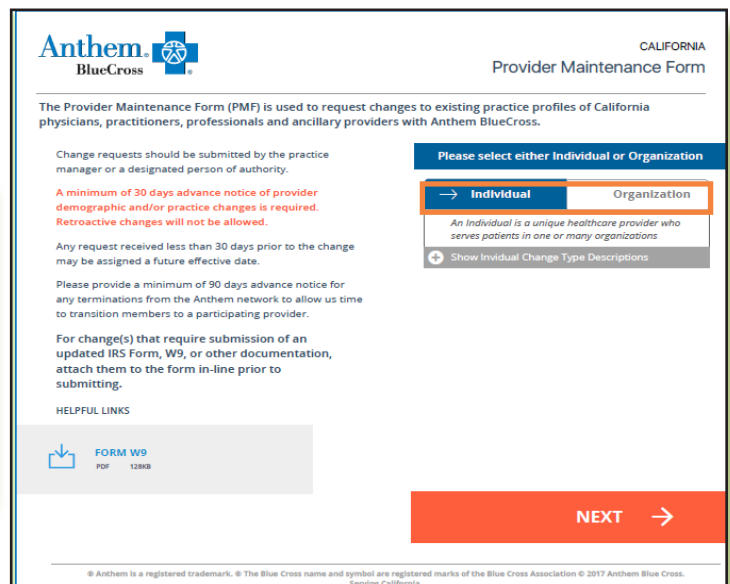 Anthem.
BlueCross
CALIFORNIA
Provider Maintenance Form
The Provider Maintenance Form (PMF) is used to request changes to existing practice profiles of California
physicians, practitioners, professionals and ancillary providers with Anthem BlueCross.
Change requests should be submitted by the practice
manager or a designated person of authority.
A minimum of 30 days advance notice of provider
demographic and/or practice changes is required.
Retroactive changes will not be allowed.
Any request received less than 30 days prior to the change
may be assigned a future effective date.
Please provide a minimum of 90 days advance notice for
any terminations from the Anthem network to allow us time
to transition members to a participating provider.
For change(s) that require submission of an
updated IRS Form, W9, or other documentation,
attach them to the form in-line prior to
submitting.
HELPFUL LINKS
FORM W9
PDF 128KB
Please select either Individual or Organization
→ Individual Organization
An Individual is a unique healthcare provider who
serves patients in one or many organizations
Show Invidual Change Type Descriptions
NEXT →
® Anthem is a registered trademark. ® The Blue Cross name and symbol are registered marks of the Blue Cross Association © 2017 Anthem Blue Cross.
Serving California